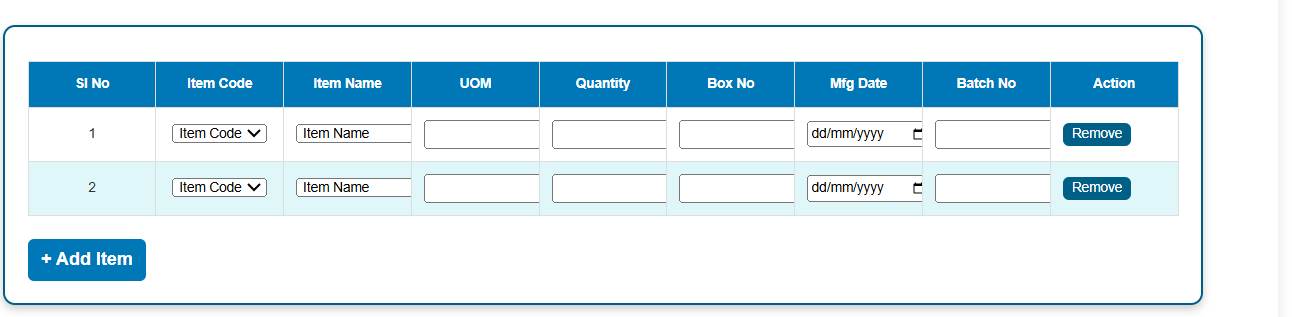 Sl No Item Code Item Name UOM Quantity Box No Mfg Date Batch No Action
1 Item Code Item Name dd/mm/yyyy Remove
2 Item Code Item Name dd/mm/yyyy Remove
+ Add Item